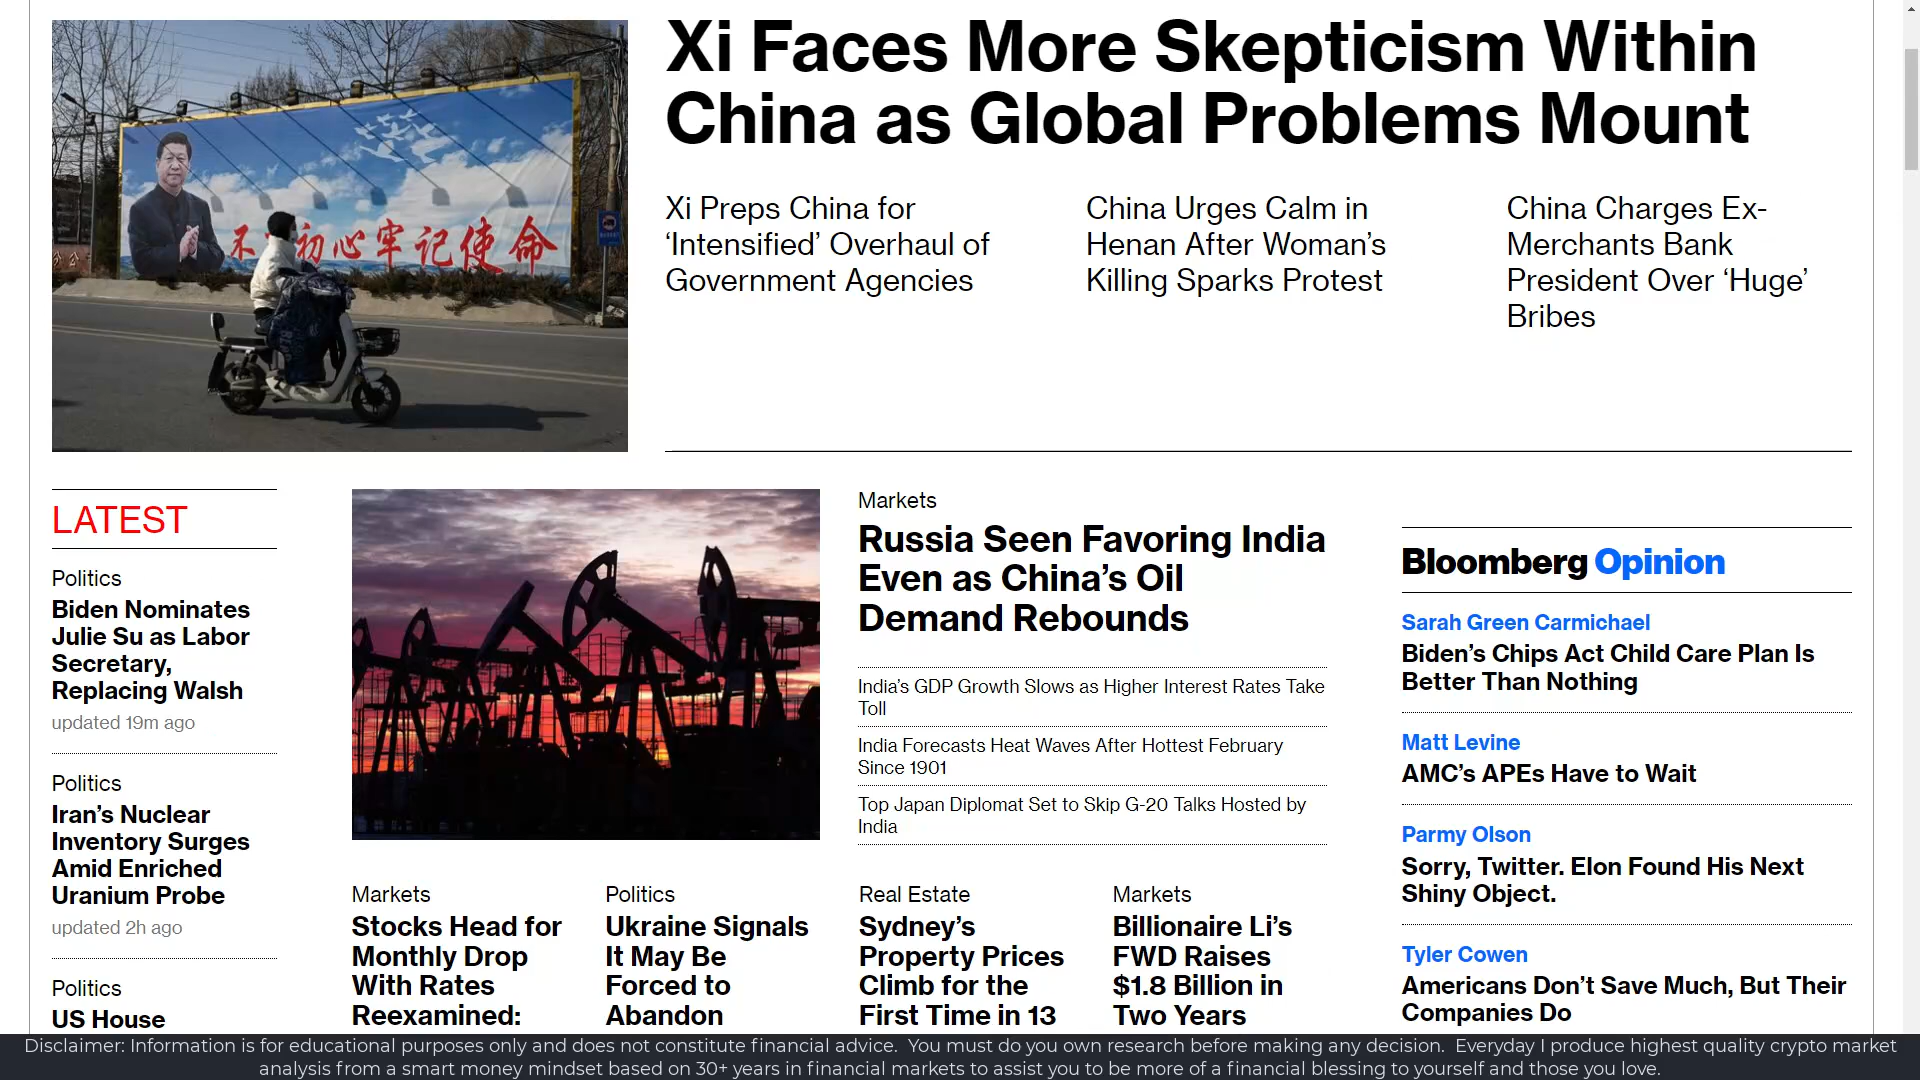 Xi Faces More Skepticism Within
China as Global Problems Mount
Xi Preps China for
‘Intensified’ Overhaul of
Government Agencies
China Urges Calm in
Henan After Woman’s
Killing Sparks Protest
China Charges Ex-
Merchants Bank
President Over ‘Huge’
Bribes
初心牢记使命
LATEST
Politics
Biden Nominates
Julie Su as Labor
Secretary,
Replacing Walsh
updated 19m ago
Politics
Iran’s Nuclear
Inventory Surges
Amid Enriched
Uranium Probe
updated 2h ago
Politics
US House
Markets
Russia Seen Favoring India
Even as China’s Oil
Demand Rebounds
India’s GDP Growth Slows as Higher Interest Rates Take
Toll
India Forecasts Heat Waves After Hottest February
Since 1901
Top Japan Diplomat Set to Skip G-20 Talks Hosted by
India
Markets
Stocks Head for
Monthly Drop
With Rates
Reexamined:
Politics
Ukraine Signals
It May Be
Forced to
Abandon
Real Estate
Sydney’s
Property Prices
Climb for the
First Time in 13
Markets
Billionaire Li’s
FWD Raises
$1.8 Billion in
Two Years
Bloomberg Opinion
Sarah Green Carmichael
Biden’s Chips Act Child Care Plan Is
Better Than Nothing
Matt Levine
AMC’s APEs Have to Wait
Parmy Olson
Sorry, Twitter. Elon Found His Next
Shiny Object.
Tyler Cowen
Americans Don’t Save Much, But Their
Companies Do
Disclaimer: Information is for educational purposes only and does not constitute financial advice.  You must do you own research before making any decision.  Everyday I produce highest quality crypto market
analysis from a smart money mindset based on 30+ years in financial markets to assist you to be more of a financial blessing to yourself and those you love.